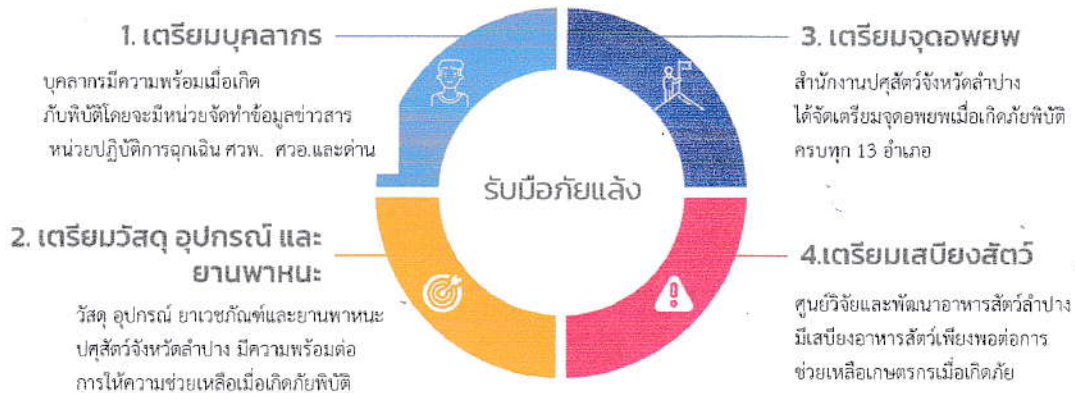 1. เตรียมบุคลากร
บุคลากรมีความพร้อมเมื่อเกิด
ภับพิบัติโดยจะมีหน่วยจัดทำข้อมูลข่าวสาร
หน่วยปฏิบัติการฉุกเฉิน ศวพ. ศวอ.และด่าน
2. เตรียมวัสดุ อุปกรณ์ และ
ยานพาหนะ
วัสดุ อุปกรณ์ ยาเวชภัณฑ์และยานพาหนะ
ปศุสัตว์จังหวัดลำปาง มีความพร้อมต่อ
การให้ความช่วยเหลือเมื่อเกิดภัยพิบัติ
รับมือภัยแล้ง
3. เตรียมจุดอพยพ
สำนักงานปศุสัตว์จังหวัดลำปาง
ได้จัดเตรียมจุดอพยพเมื่อเกิดภัยพิบัติ
ครบทุก 13 อำเภอ
4.เตรียมเสบียงสัตว์
ศูนย์วิจัยและพัฒนาอาหารสัตว์ลำปาง
มีเสบียงอาหารสัตว์เพียงพอต่อการ
ช่วยเหลือเกษตรกรเมื่อเกิดภัย